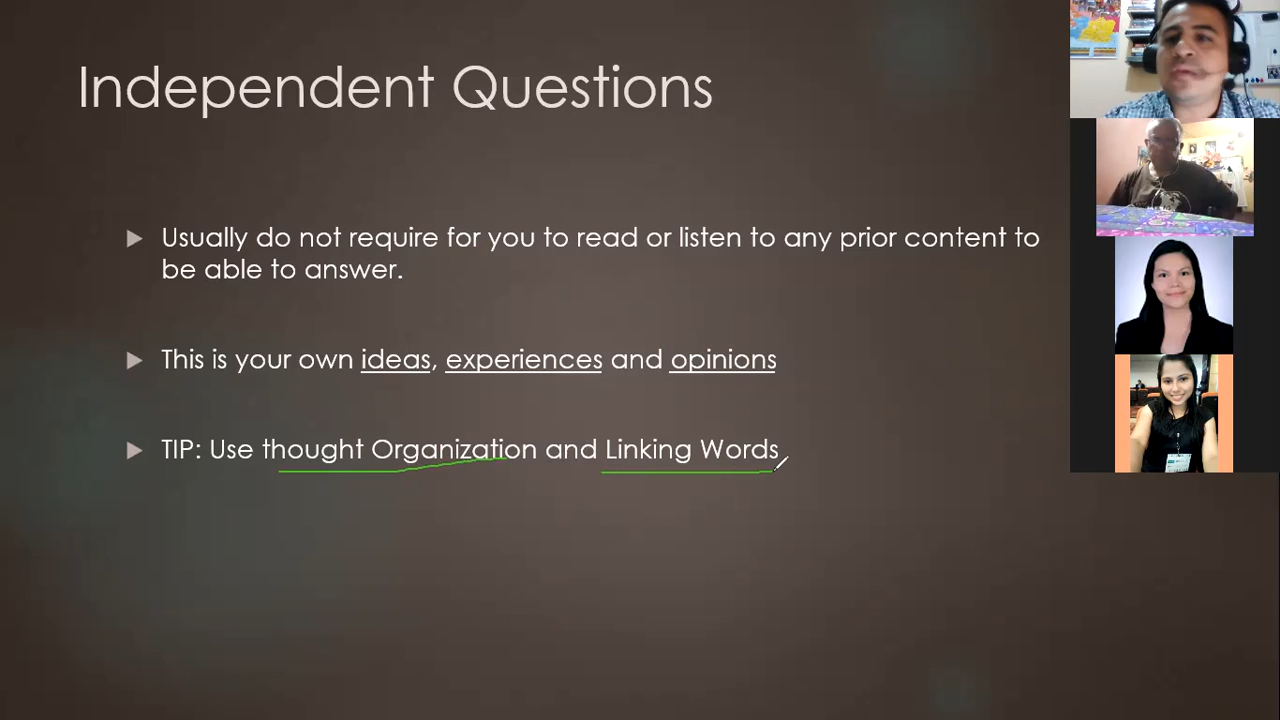 Independent Questions
Usually do not require for you to read or listen to any prior content to
be able to answer.
This is your own ideas, experiences and opinions
TIP: Use thought Organization and Linking Words